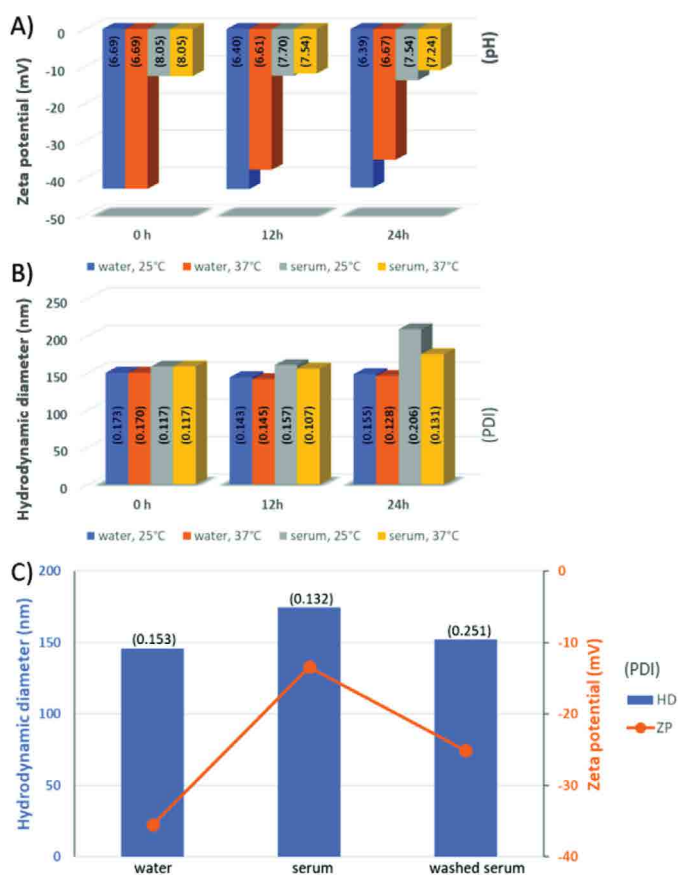 A)
0
-10
-20
-30
-40
-50
Zeta potential (mV)
(6.69) (6.69) (8.05) (8.05) (6.40) (6.61) (7.70) (7.54) (6.39) (6.67) (7.54) (7.24)
(pH)
0 h 12h 24h
water, 25°C water, 37°C serum, 25°C serum, 37°C
B)
250
200
150
100
50
0
Hydrodynamic diameter (nm)
(0.173) (0.170) (0.117) (0.117) (0.143) (0.145) (0.157) (0.107) (0.155) (0.128) (0.206) (0.131)
(PDI)
0 h 12h 24h
water, 25°C water, 37°C serum, 25°C serum, 37°C
C)
200
150
100
50
0
Hydrodynamic diameter (nm)
(0.153) (0.132) (0.251)
0
-10
-20
-30
-40
Zeta potential (mV)
(PDI)
HD
ZP
water serum washed serum